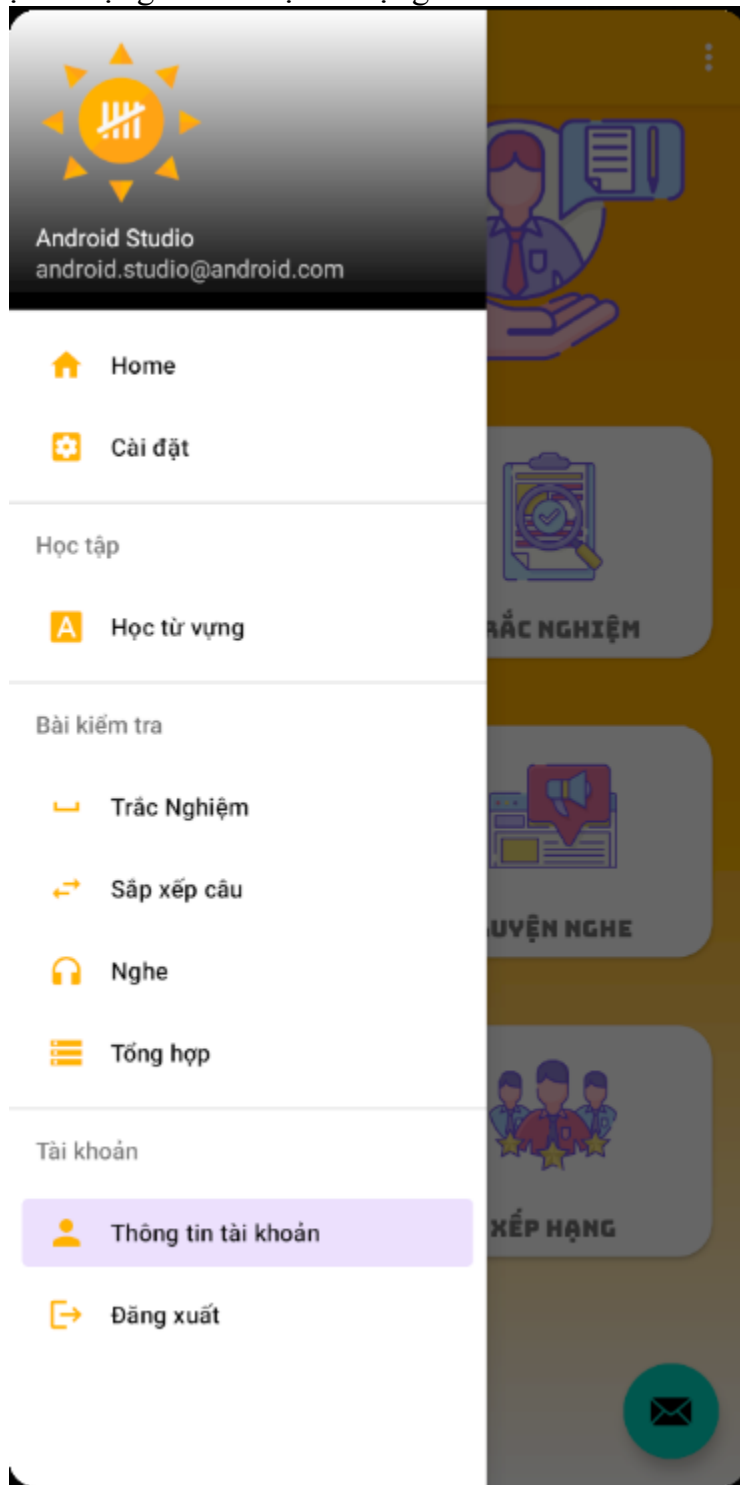 Android Studio
android.studio@android.com
Home
Cài đặt
Học tập
A
Học từ vựng
RẮC NGHIỆM
Bài kiểm tra
Trắc Nghiệm
Sắp xếp câu
UYỆN NGHE
Nghe
Tổng hợp
Tài khoản
Thông tin tài khoản
XẾP HẠNG
Đăng xuất